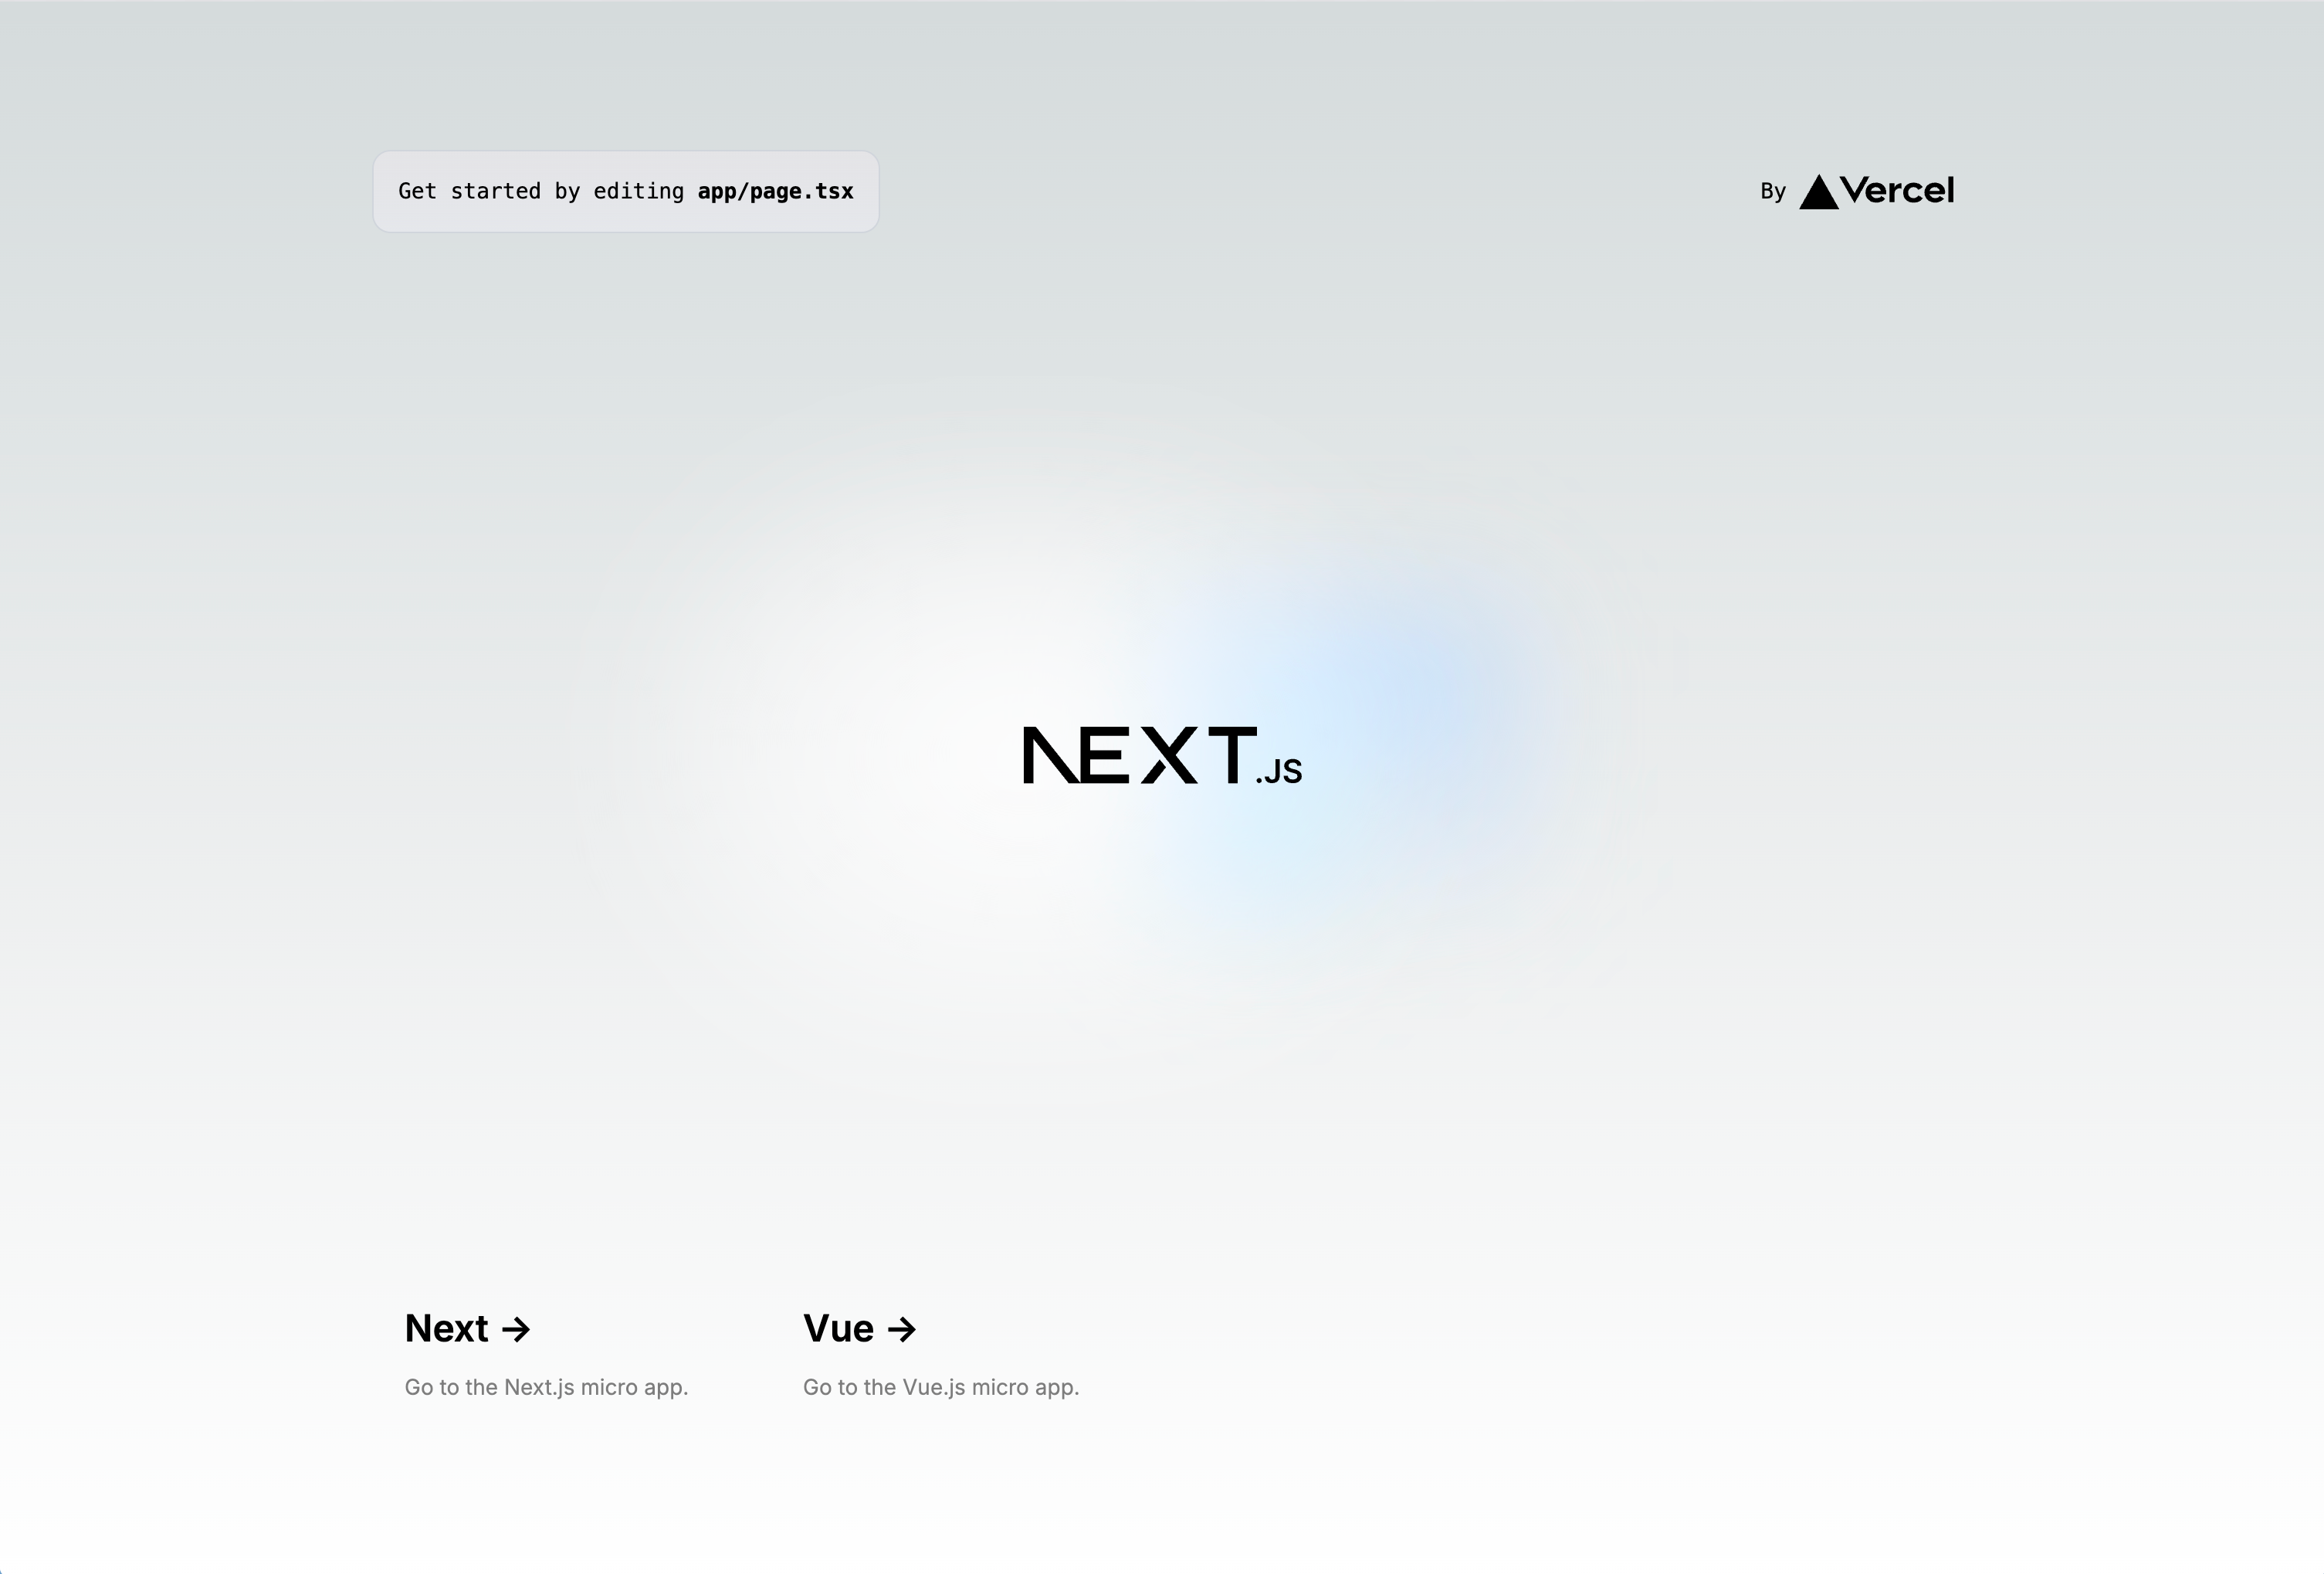 Get started by editing app/page.tsx
By Vercel
NEXT.JS
Next →
Go to the Next.js micro app.
Vue →
Go to the Vue.js micro app.